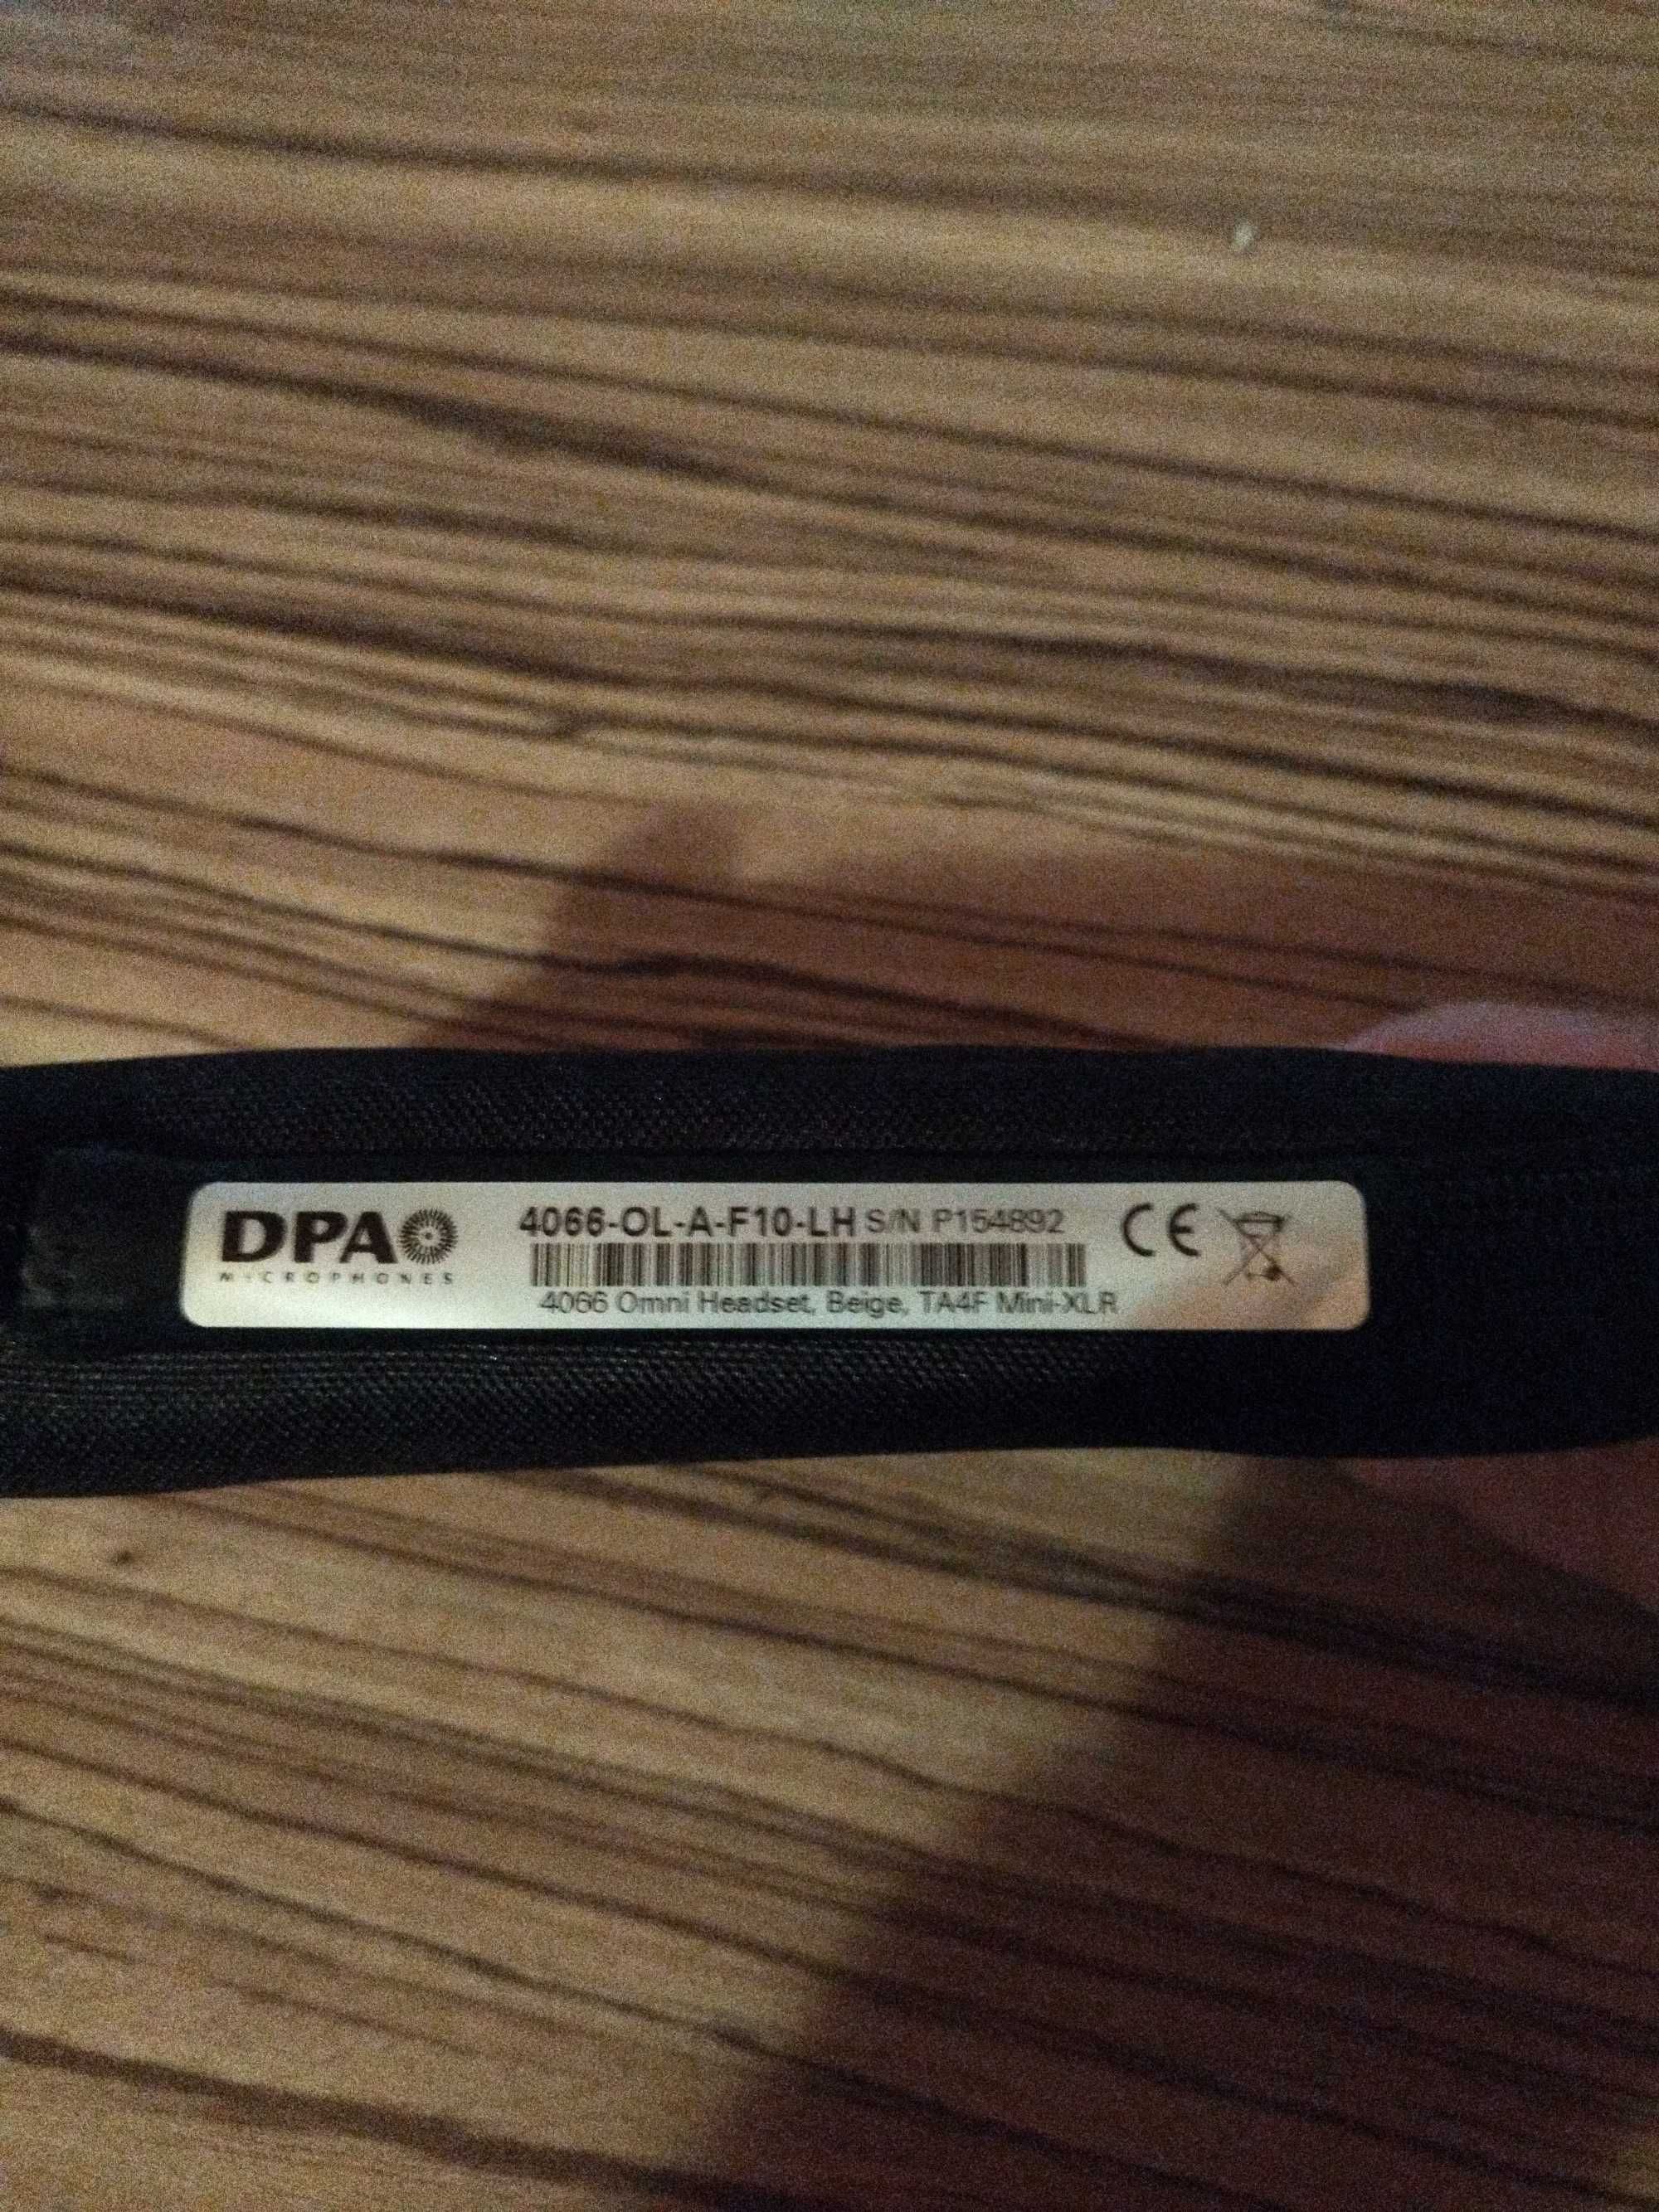 DPA
MICROPHONES
4066-OL-A-F10-LH S/N P154892
4066 Omni Headset, Beige, TA4F Mini-XLR
CE